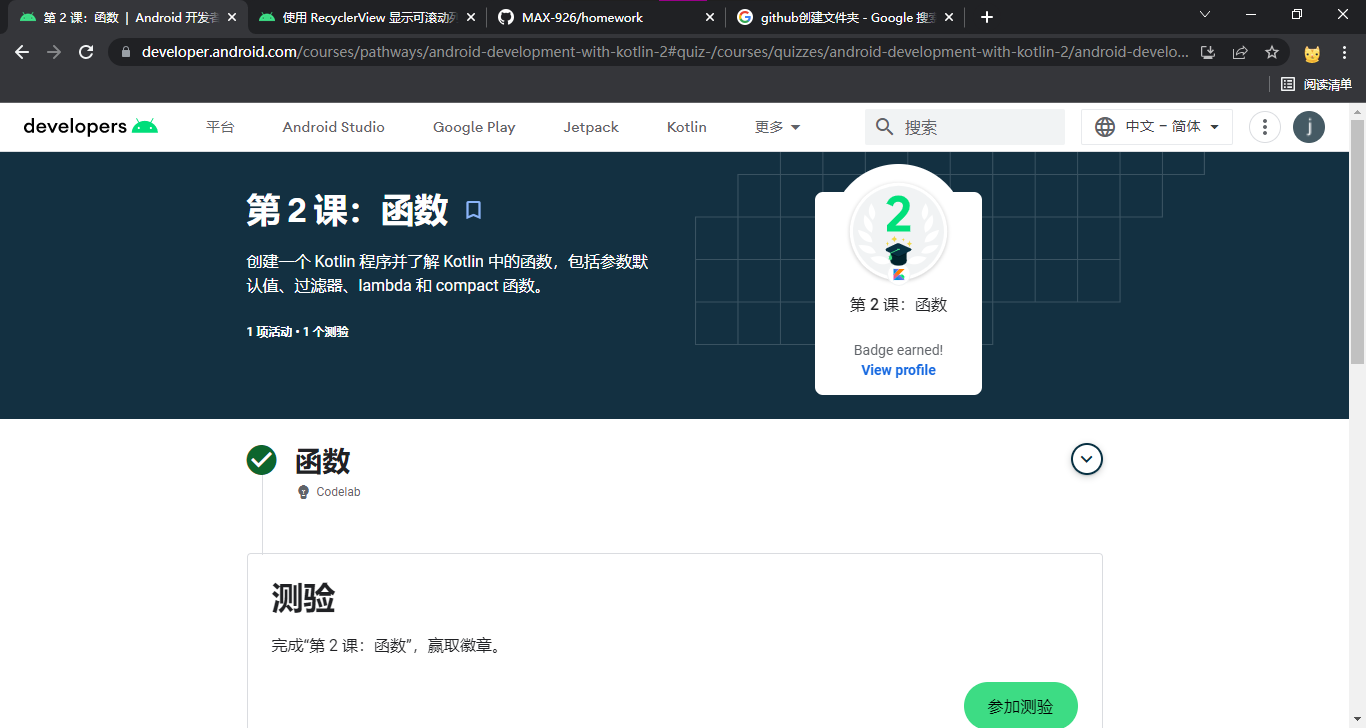 第 2 课：函数 | Android 开发者
使用 RecyclerView 显示可滚动列
MAX-926/homework
github创建文件夹 - Google 搜索
developer.android.com/courses/pathways/android-development-with-kotlin-2#quiz-/courses/quizzes/android-development-with-kotlin-2/android-develo...
阅读清单
developers
平台
Android Studio
Google Play
Jetpack
Kotlin
更多
搜索
中文 – 简体
j
第 2 课：函数
创建一个 Kotlin 程序并了解 Kotlin 中的函数，包括参数默
认值、过滤器、lambda 和 compact 函数。
1 项活动 • 1 个测验
2
第 2 课：函数
Badge earned!
View profile
函数
Codelab
测验
完成“第 2 课：函数”，赢取徽章。
参加测验